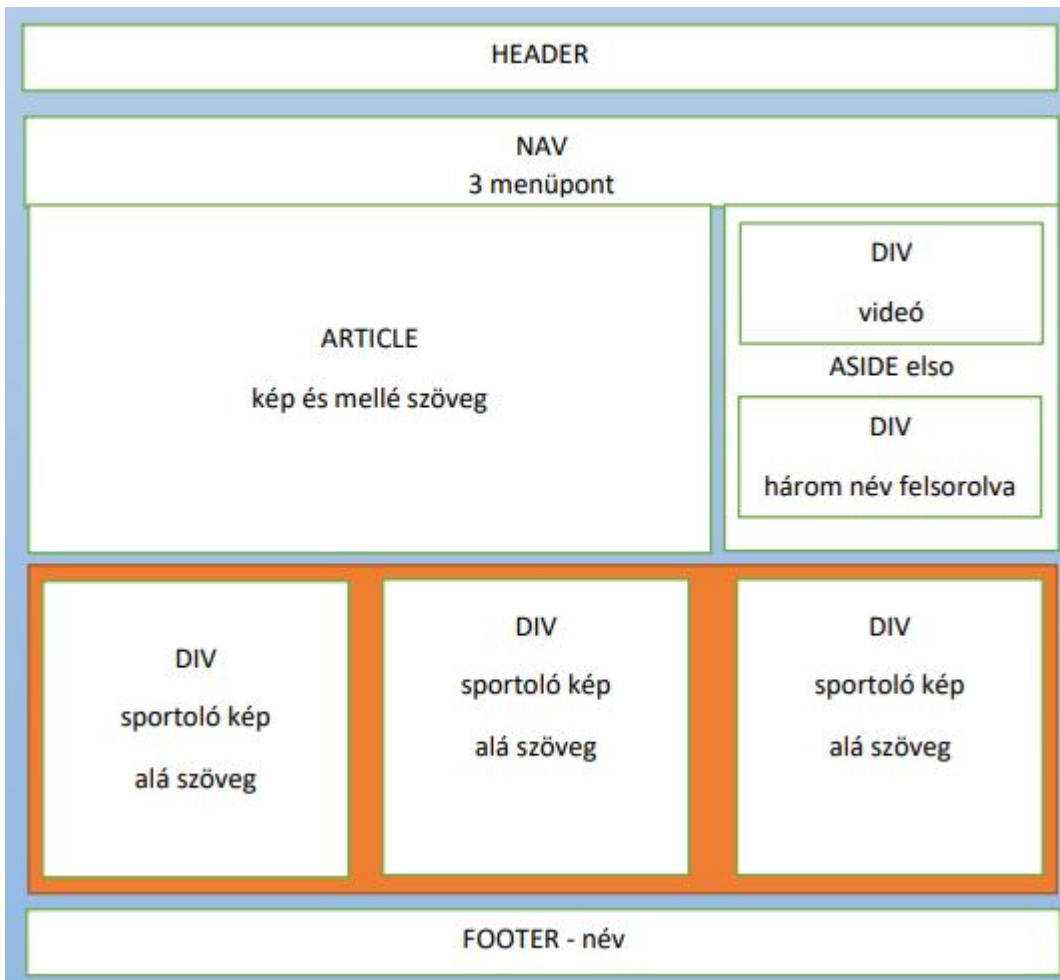 HEADER
NAV
3 menüpont
ARTICLE
kép és mellé szöveg
DIV
videó
ASIDE elso
DIV
három név felsorolva
DIV
sportoló kép
alá szöveg
DIV
sportoló kép
alá szöveg
DIV
sportoló kép
alá szöveg
FOOTER - név